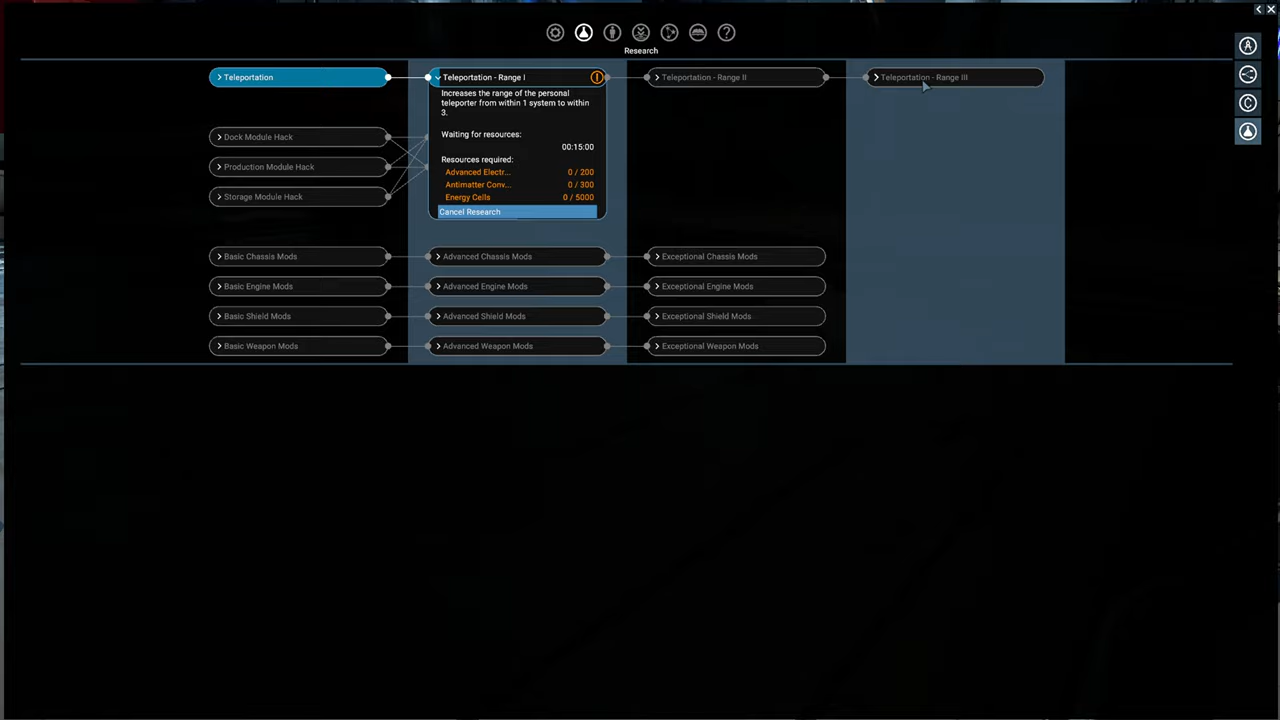 Research
Teleportation
Teleportation - Range I
Teleportation - Range II
Teleportation - Range III
Increases the range of the personal
teleporter from within 1 system to within
3.
Waiting for resources:
00:15:00
Resources required:
Advanced Electr... 0 / 200
Antimatter Conv... 0 / 300
Energy Cells 0 / 5000
Cancel Research
Dock Module Hack
Production Module Hack
Storage Module Hack
Basic Chassis Mods
Advanced Chassis Mods
Exceptional Chassis Mods
Basic Engine Mods
Advanced Engine Mods
Exceptional Engine Mods
Basic Shield Mods
Advanced Shield Mods
Exceptional Shield Mods
Basic Weapon Mods
Advanced Weapon Mods
Exceptional Weapon Mods